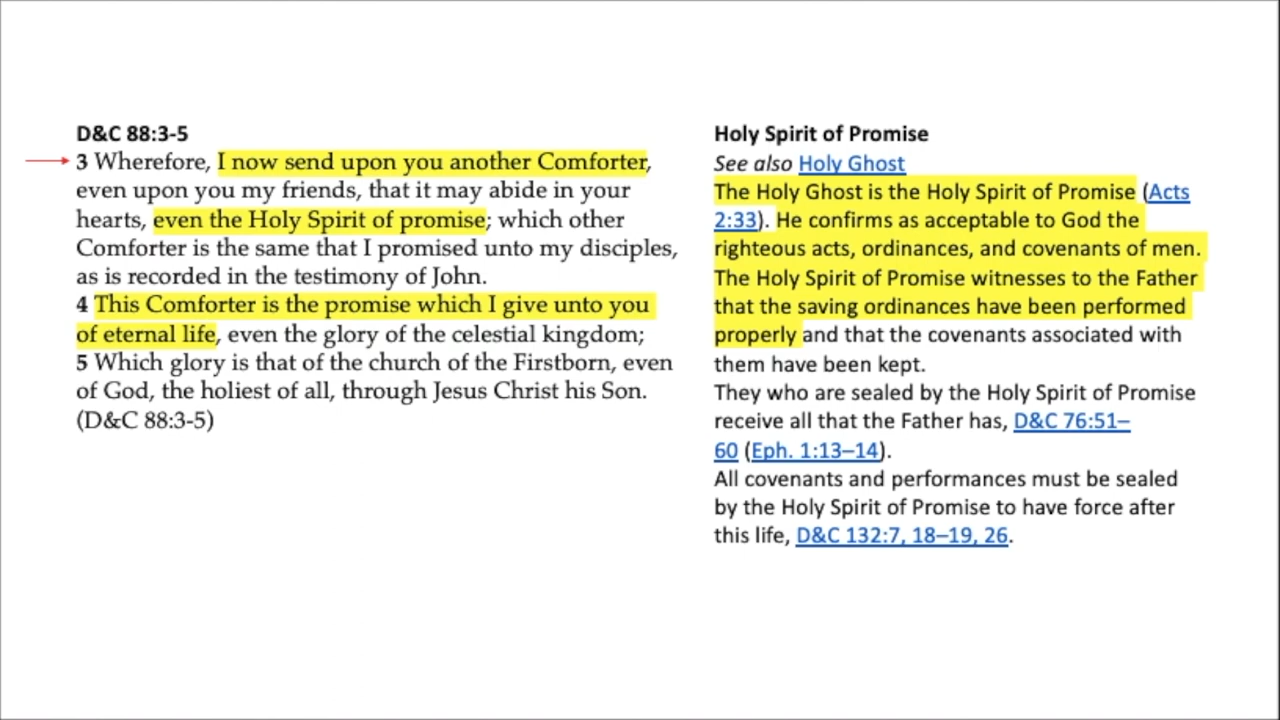 D&C 88:3-5
3 Wherefore, I now send upon you another Comforter,
even upon you my friends, that it may abide in your
hearts, even the Holy Spirit of promise; which other
Comforter is the same that I promised unto my disciples,
as is recorded in the testimony of John.
4 This Comforter is the promise which I give unto you
of eternal life, even the glory of the celestial kingdom;
5 Which glory is that of the church of the Firstborn, even
of God, the holiest of all, through Jesus Christ his Son.
(D&C 88:3-5)
Holy Spirit of Promise
See also Holy Ghost
The Holy Ghost is the Holy Spirit of Promise (Acts
2:33). He confirms as acceptable to God the
righteous acts, ordinances, and covenants of men.
The Holy Spirit of Promise witnesses to the Father
that the saving ordinances have been performed
properly and that the covenants associated with
them have been kept.
They who are sealed by the Holy Spirit of Promise
receive all that the Father has, D&C 76:51–
60 (Eph. 1:13–14).
All covenants and performances must be sealed
by the Holy Spirit of Promise to have force after
this life, D&C 132:7, 18–19, 26.